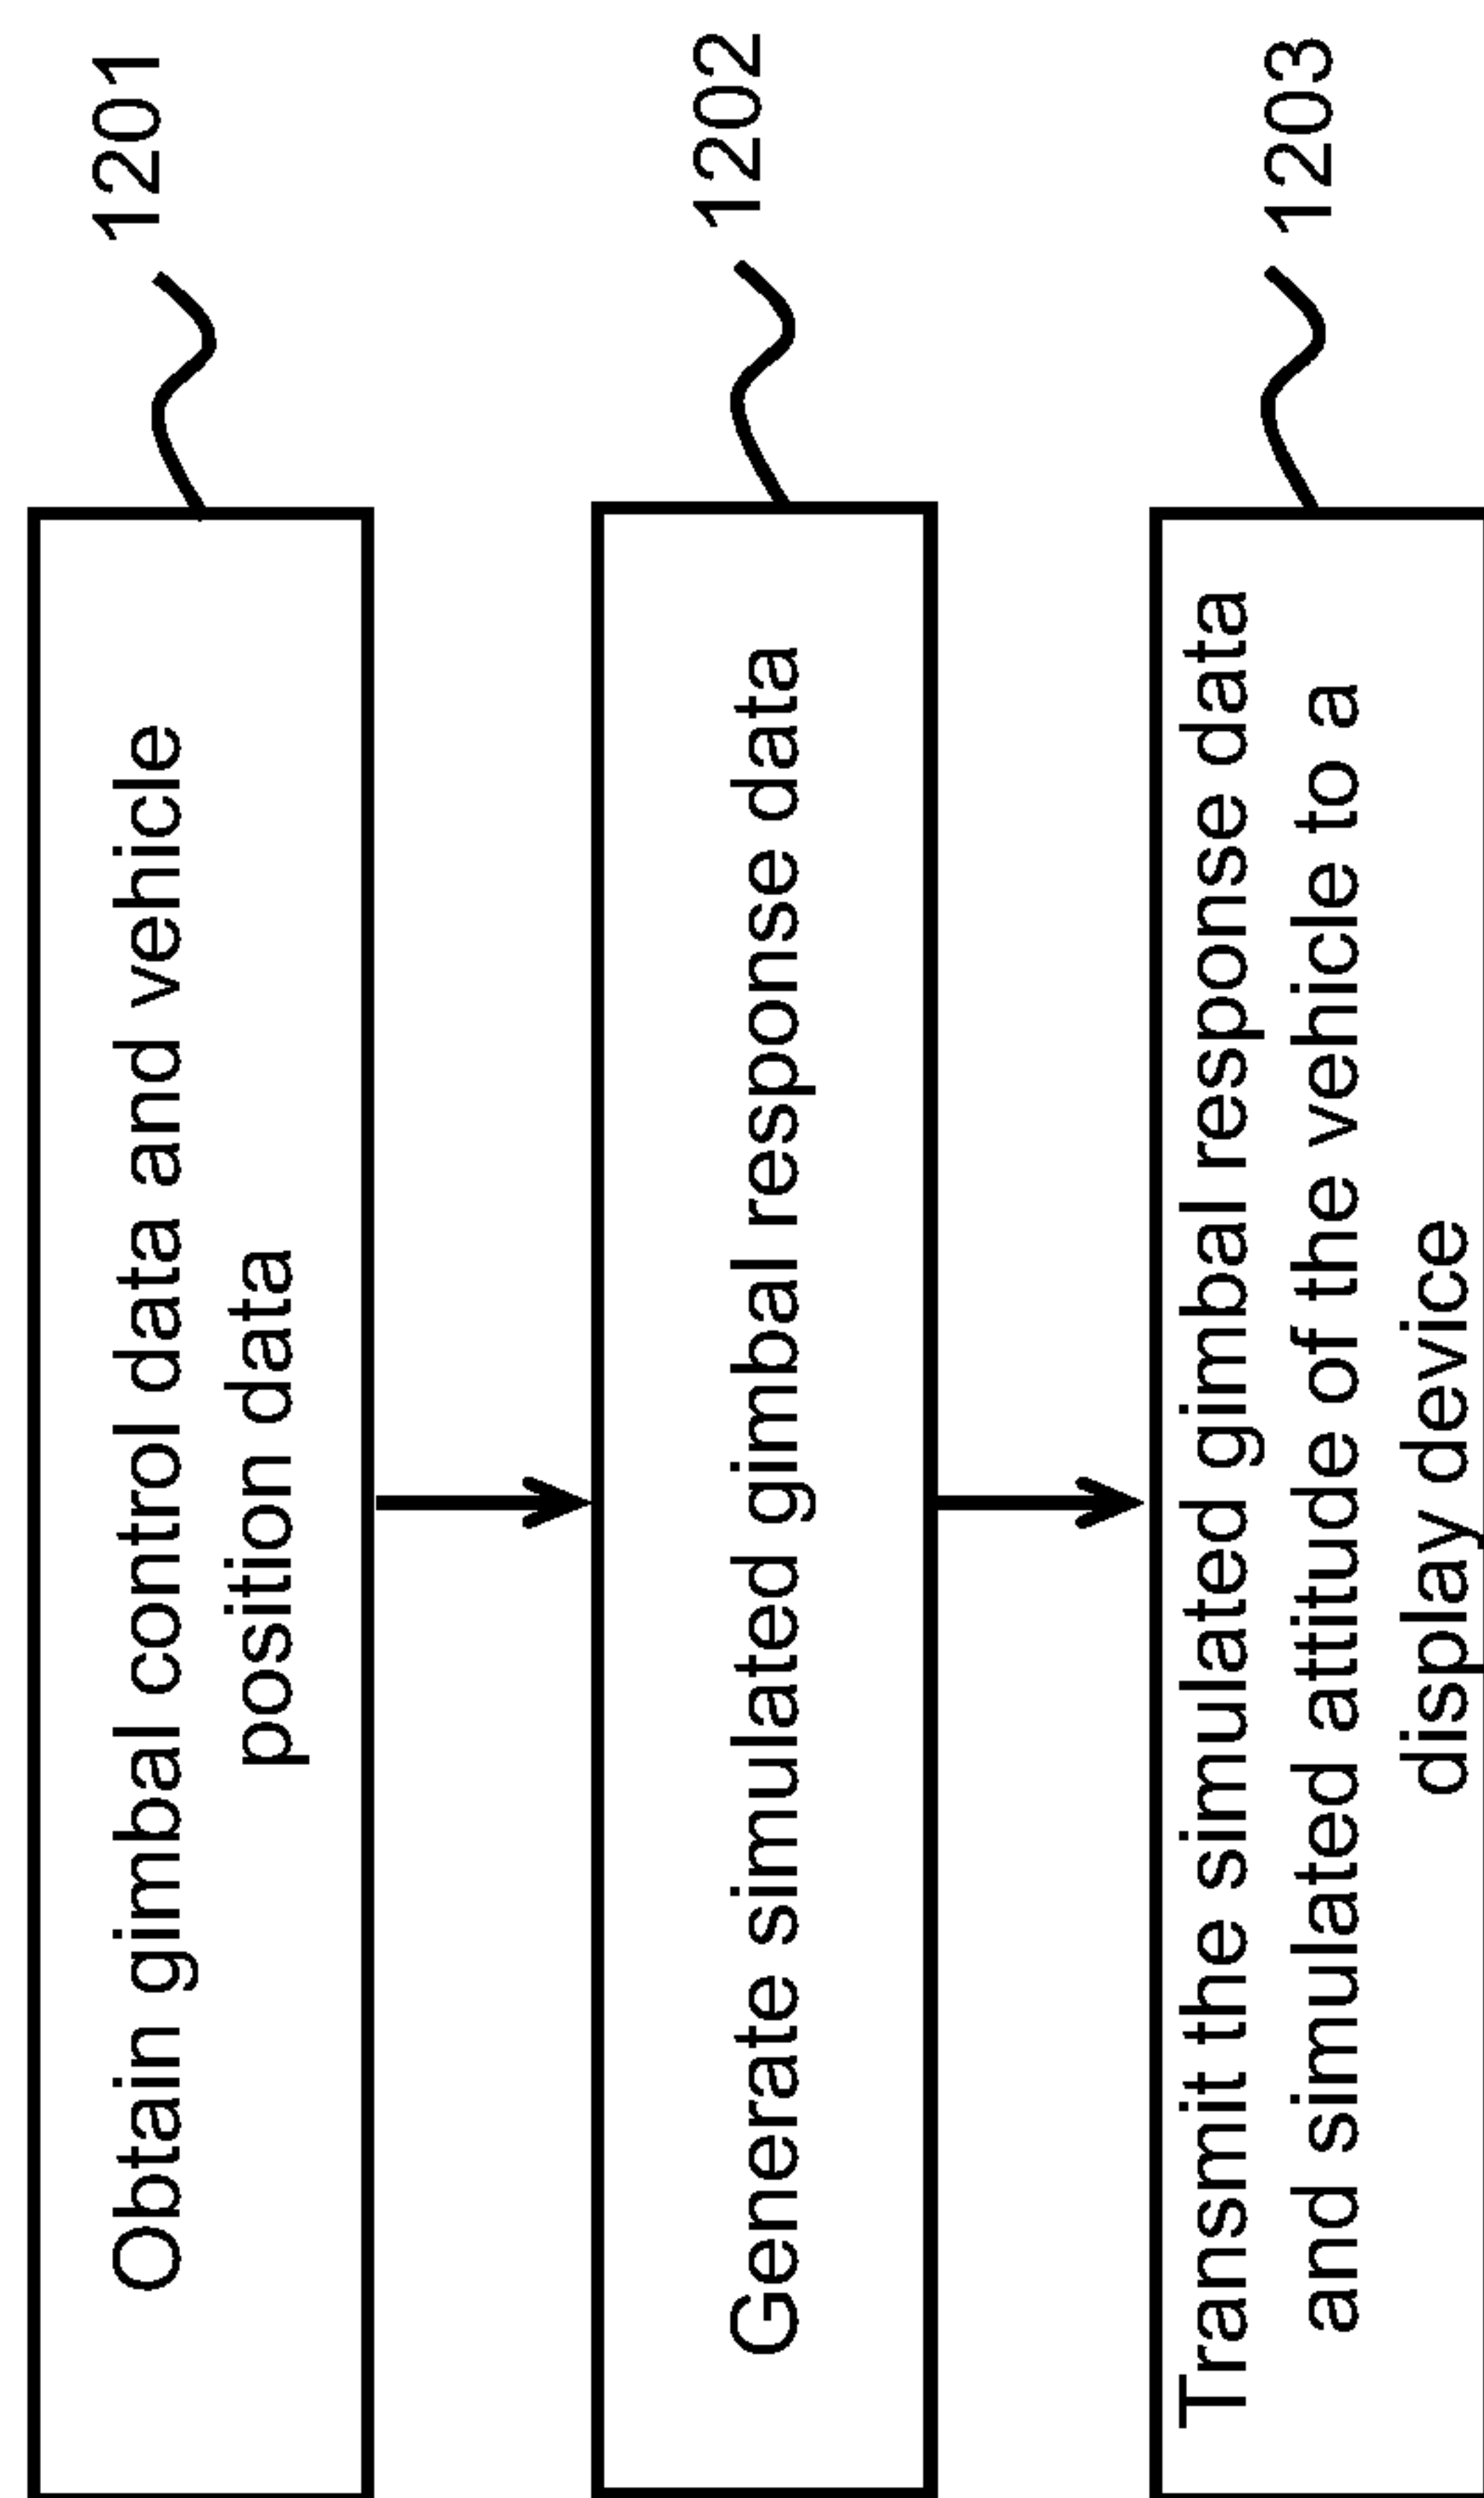 1201
Obtain gimbal control data and vehicle
position data
1202
Generate simulated gimbal response data
1203
Transmit the simulated gimbal response data
and simulated attitude of the vehicle to a
display device